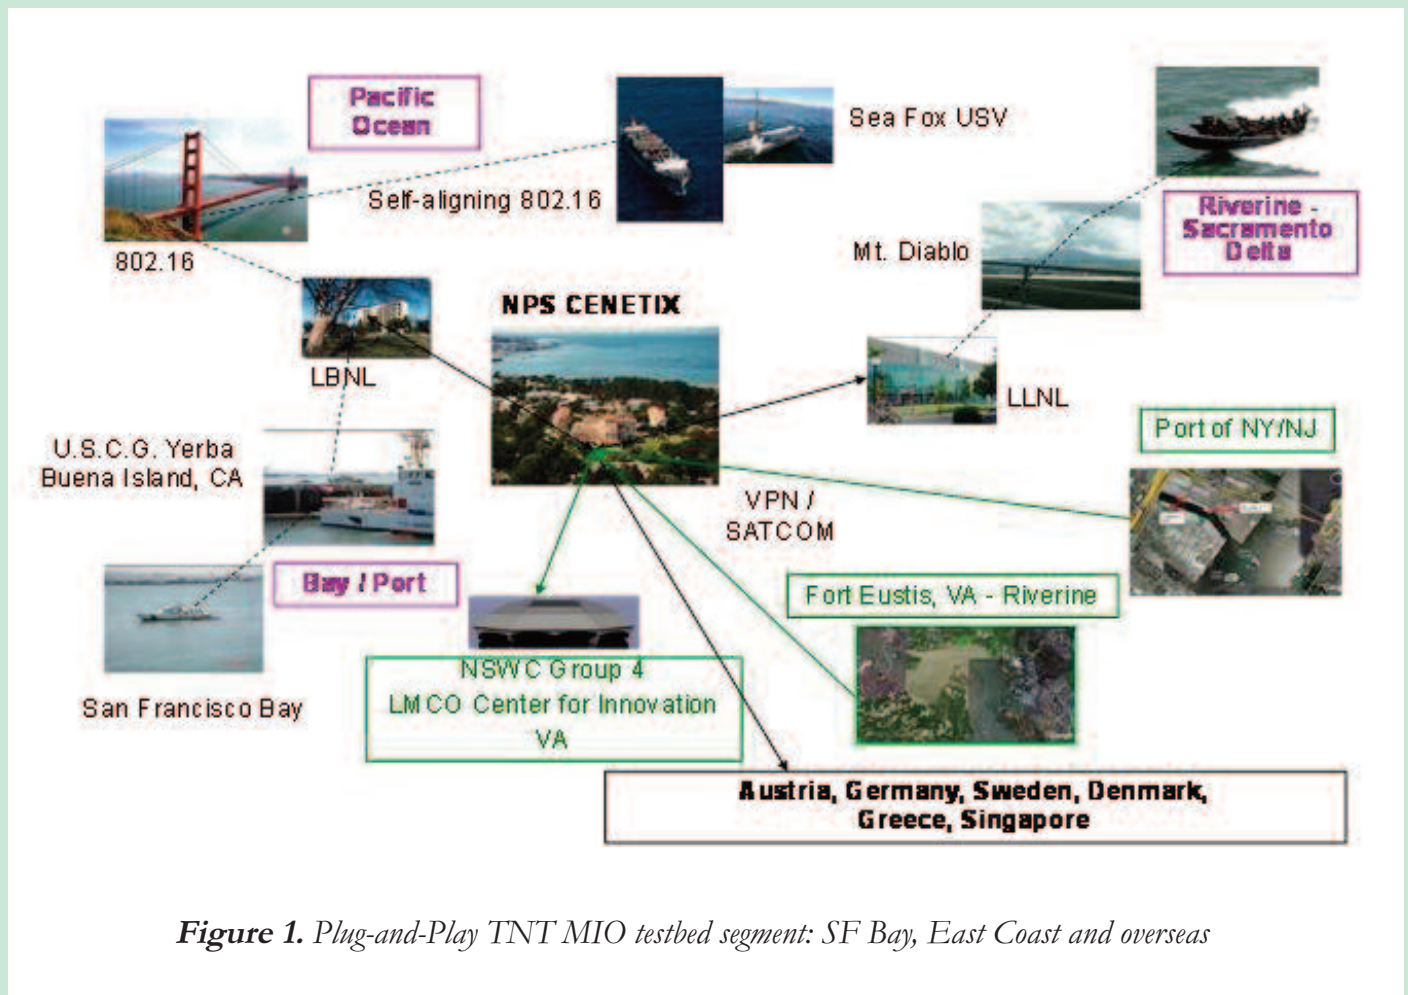 Pacific
Ocean
Sea Fox USV
Self-aligning 802.16
802.16
Riverine -
Sacramento
Delta
Mt. Diablo
NPS CENETIX
LBNL
LLNL
Port of NY/NJ
U.S.C.G. Yerba
Buena Island, CA
VPN /
SATCOM
Bay / Port
Fort Eustis, VA - Riverine
NSWC Group 4
LMCO Center for Innovation
VA
San Francisco Bay
Austria, Germany, Sweden, Denmark,
Greece, Singapore
Figure 1. Plug-and-Play TNT MIO testbed segment: SF Bay, East Coast and overseas